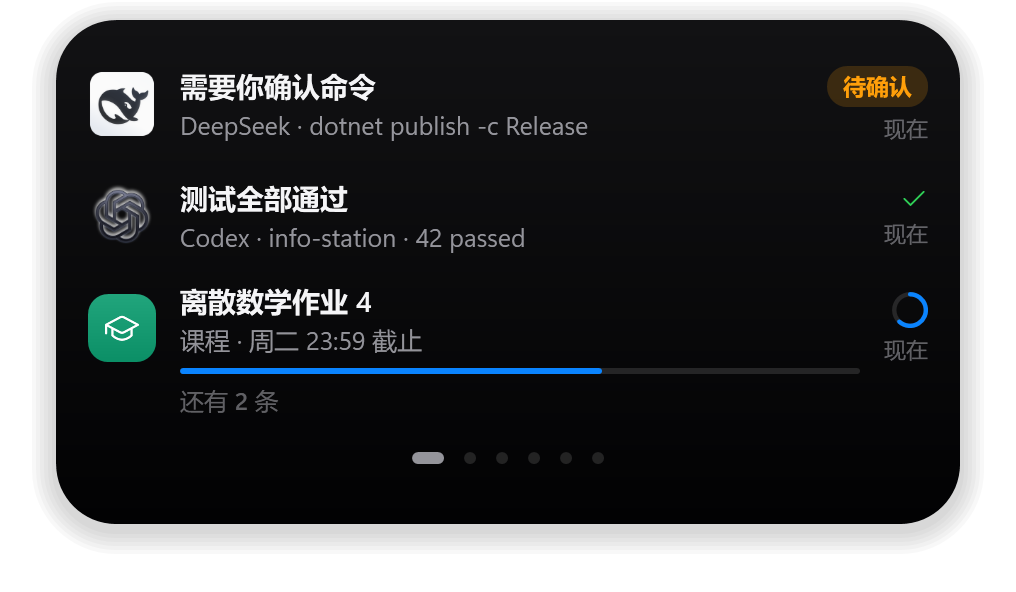 需要你确认命令
待确认
DeepSeek · dotnet publish -c Release
现在
测试全部通过
Codex · info-station · 42 passed
现在
离散数学作业 4
课程 · 周二 23:59 截止
现在
还有 2 条